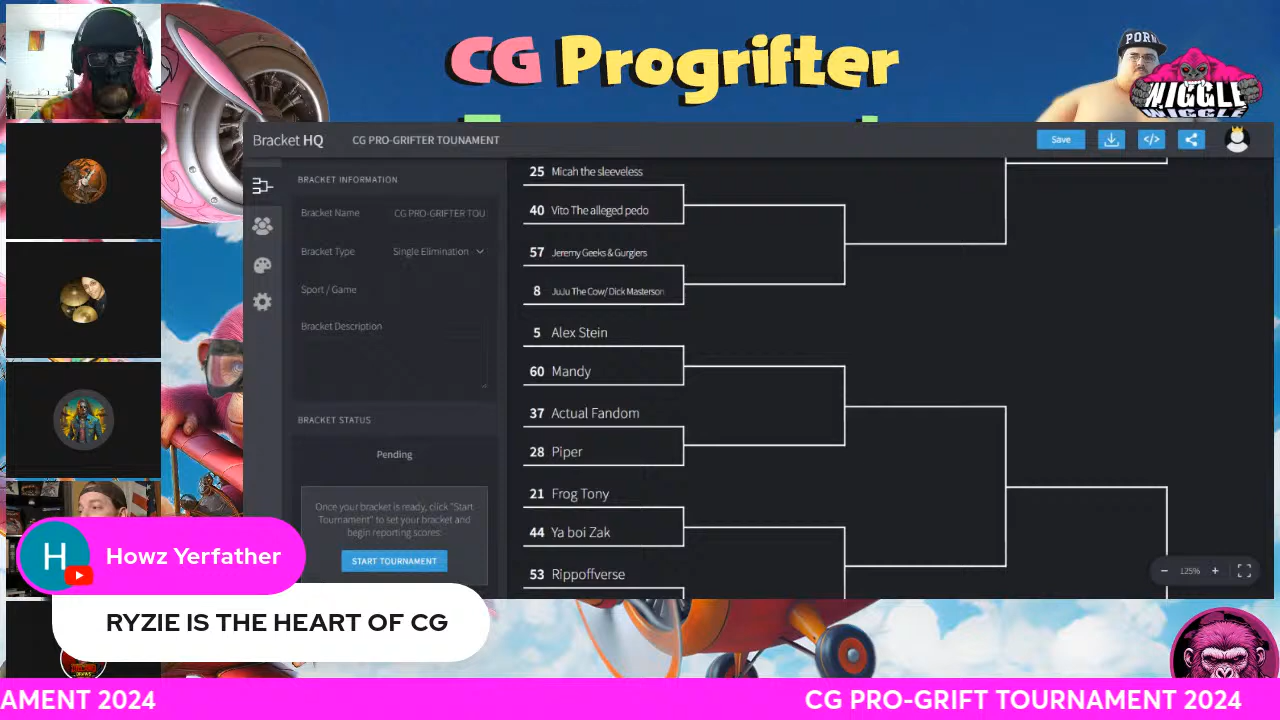 CG Progrifter
PORN
NIGGLE
WIGGLE
Bracket HQ
CG PRO-GRIFTER TOURNAMENT
Save
BRACKET INFORMATION
Bracket Name
CG PRO-GRIFTER TOU
Bracket Type
Single Elimination
Sport / Game
Bracket Description
BRACKET STATUS
Pending
Once your bracket is ready, click "Start
Tournament" to set your bracket and
begin reporting scores:
START TOURNAMENT
25 Micah the sleeveless
40 Vito The alleged pedo
57 Jeremy Geeks & Gurglers
8 JuJu The Cow/ Dick Masterson
5 Alex Stein
60 Mandy
37 Actual Fandom
28 Piper
21 Frog Tony
44 Ya boi Zak
53 Rippoffverse
125%
H
Howz Yerfather
RYZIE IS THE HEART OF CG
AMENT 2024
CG PRO-GRIFT TOURNAMENT 2024